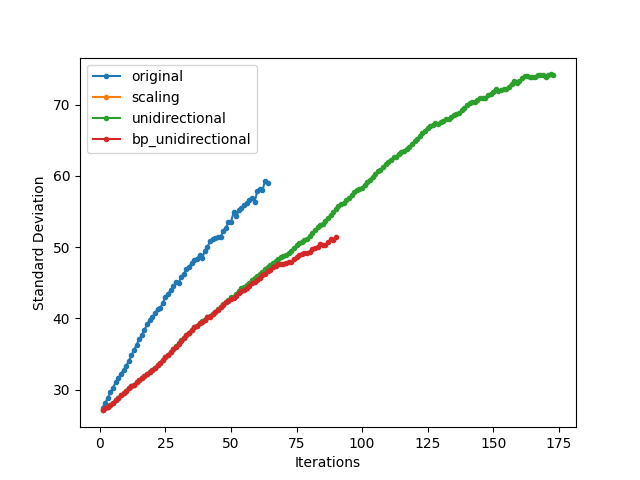 original
scaling
unidirectional
bp_unidirectional
70
60
50
40
30
Standard Deviation
0 25 50 75 100 125 150 175
Iterations